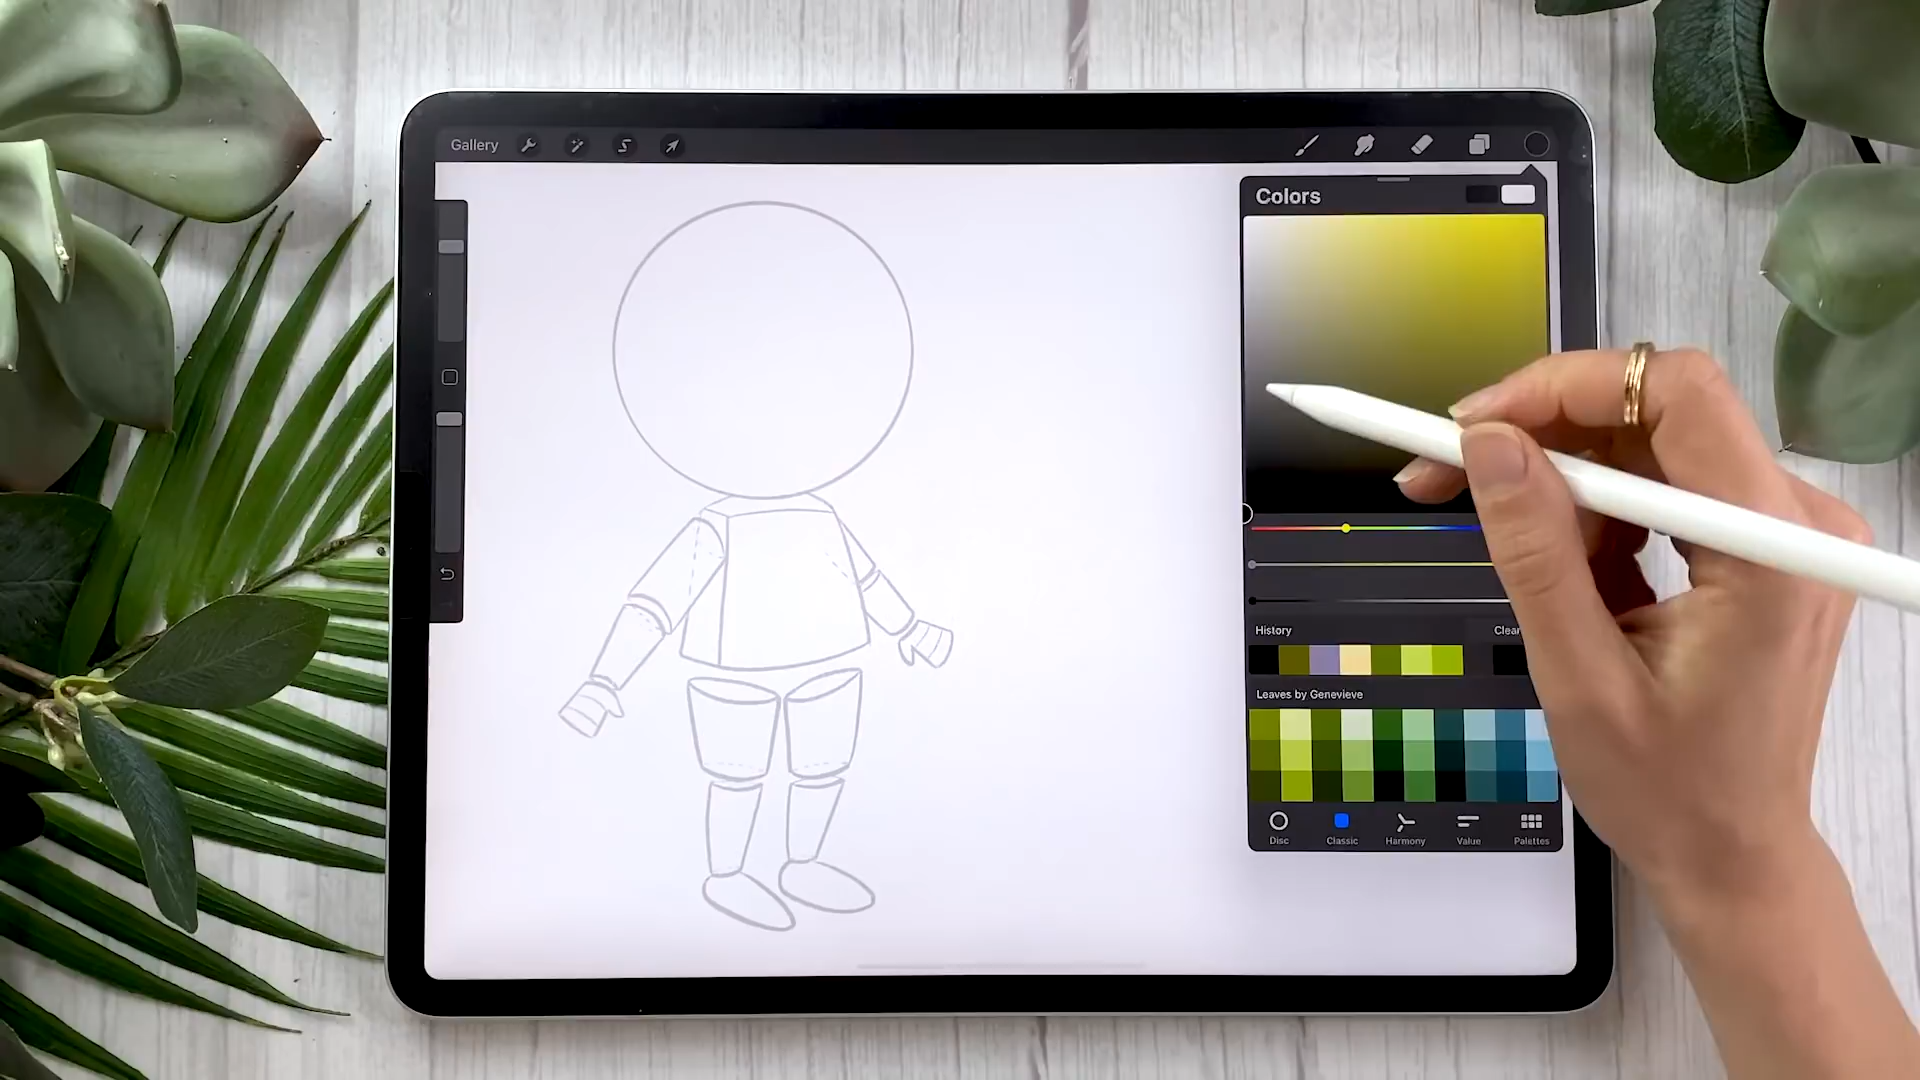 Gallery
Colors
History
Clear
Leaves by Genevieve
Disc
Classic
Harmony
Value
Palettes